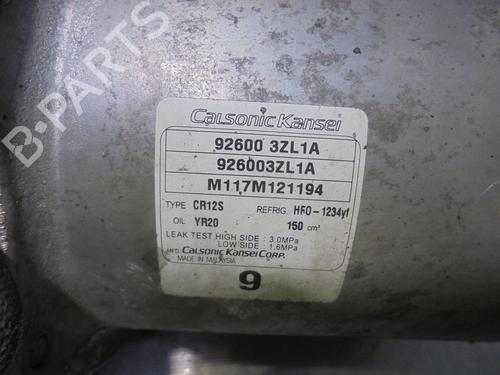 B-PARTS
Calsonic Kansei
92600 3ZL1A
926003ZL1A
M117M121194
TYPE CR12S REFRIG. HFO-1234yf
OIL YR20 150 cm³
LEAK TEST HIGH SIDE : 3.0MPa
LOW SIDE : 1.6MPa
MFD. Calsonic Kansei Corp.
MADE IN MALAYSIA
9